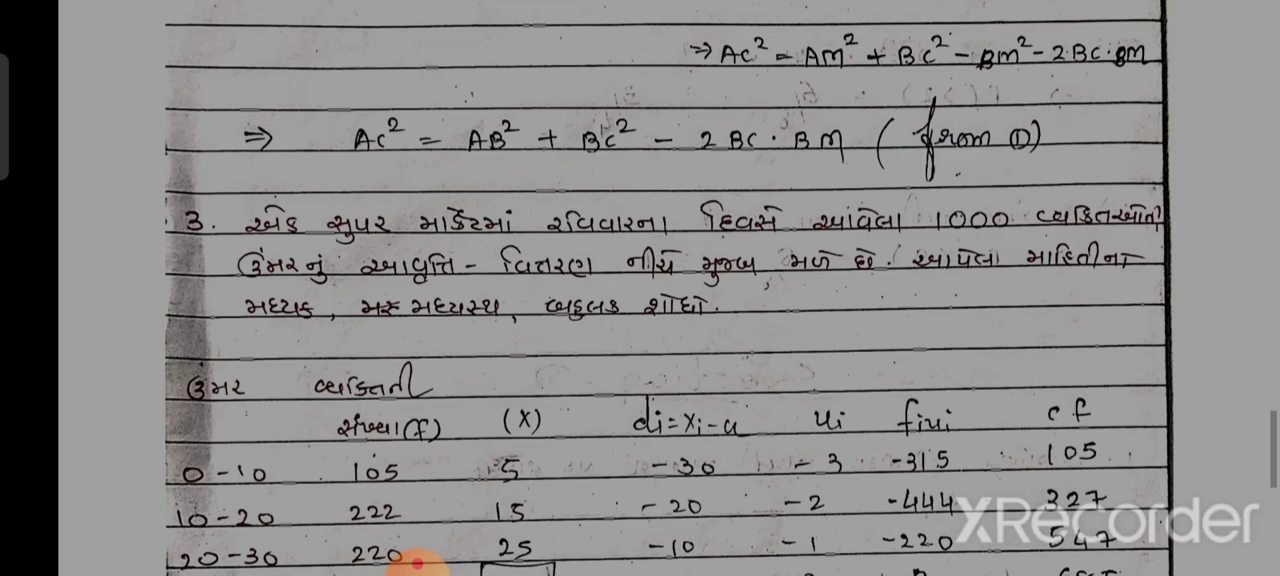 ⇒ AC² = AM² + BC² - BM² - 2BC·BM
⇒ AC² = AB² + BC² - 2BC·BM (from ①)
3. એક સુપર માર્કેટમાં રવિવારના દિવસે આવેલા 1000 વ્યક્તિઓની
ઉંમરનું આવૃત્તિ - વિતરણ નીચે મુજબ મળે છે. આપેલા માહિતીના
મધ્યક, મધ્યસ્થ, બહુલક શોધો.
ઉંમર વ્યક્તિની
સંખ્યા(f) (x) di=xi-a ui fiui cf
0-10 105 5 -30 -3 -315 105
10-20 222 15 -20 -2 -444 327
20-30 220 25 -10 -1 -220 547
XRecorder